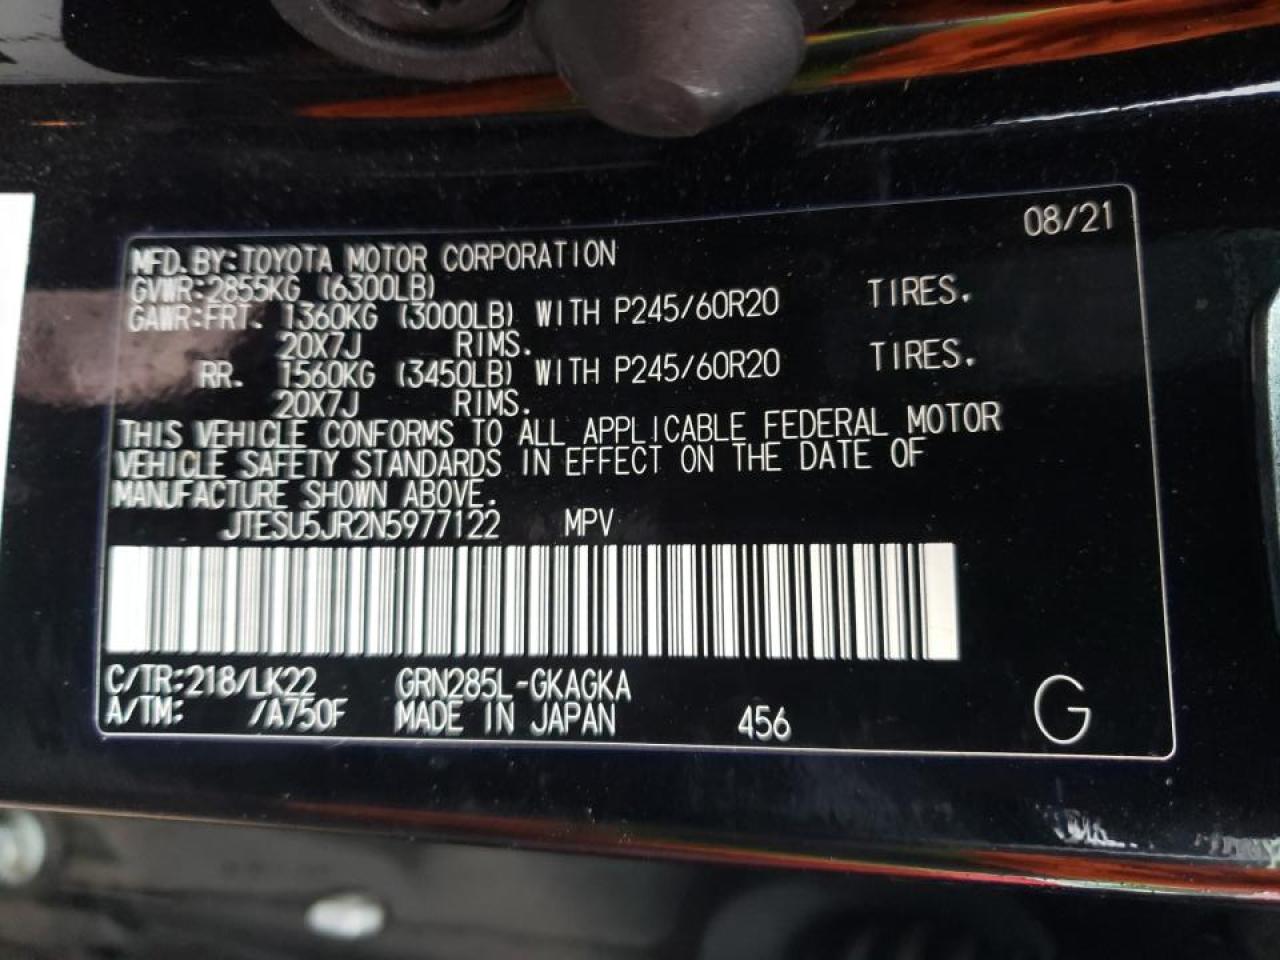 08/21
MFD. BY:TOYOTA MOTOR CORPORATION
GVWR:2855KG (6300LB)
GAWR:FRT. 1360KG (3000LB) WITH P245/60R20 TIRES.
20X7J RIMS.
RR. 1560KG (3450LB) WITH P245/60R20 TIRES.
20X7J RIMS.
THIS VEHICLE CONFORMS TO ALL APPLICABLE FEDERAL MOTOR
VEHICLE SAFETY STANDARDS IN EFFECT ON THE DATE OF
MANUFACTURE SHOWN ABOVE.
JTESU5JR2N5977122 MPV
C/TR:218/LK22 GRN285L-GKAGKA
A/TM: /A750F MADE IN JAPAN 456 G